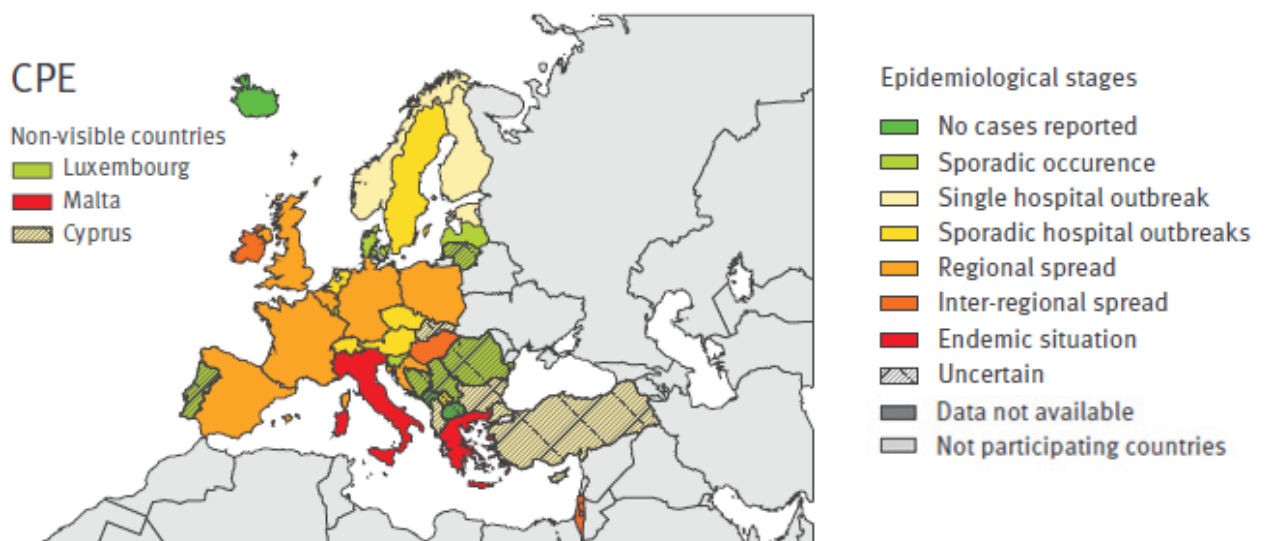 CPE
Non-visible countries
Luxembourg
Malta
Cyprus
Epidemiological stages
No cases reported
Sporadic occurence
Single hospital outbreak
Sporadic hospital outbreaks
Regional spread
Inter-regional spread
Endemic situation
Uncertain
Data not available
Not participating countries